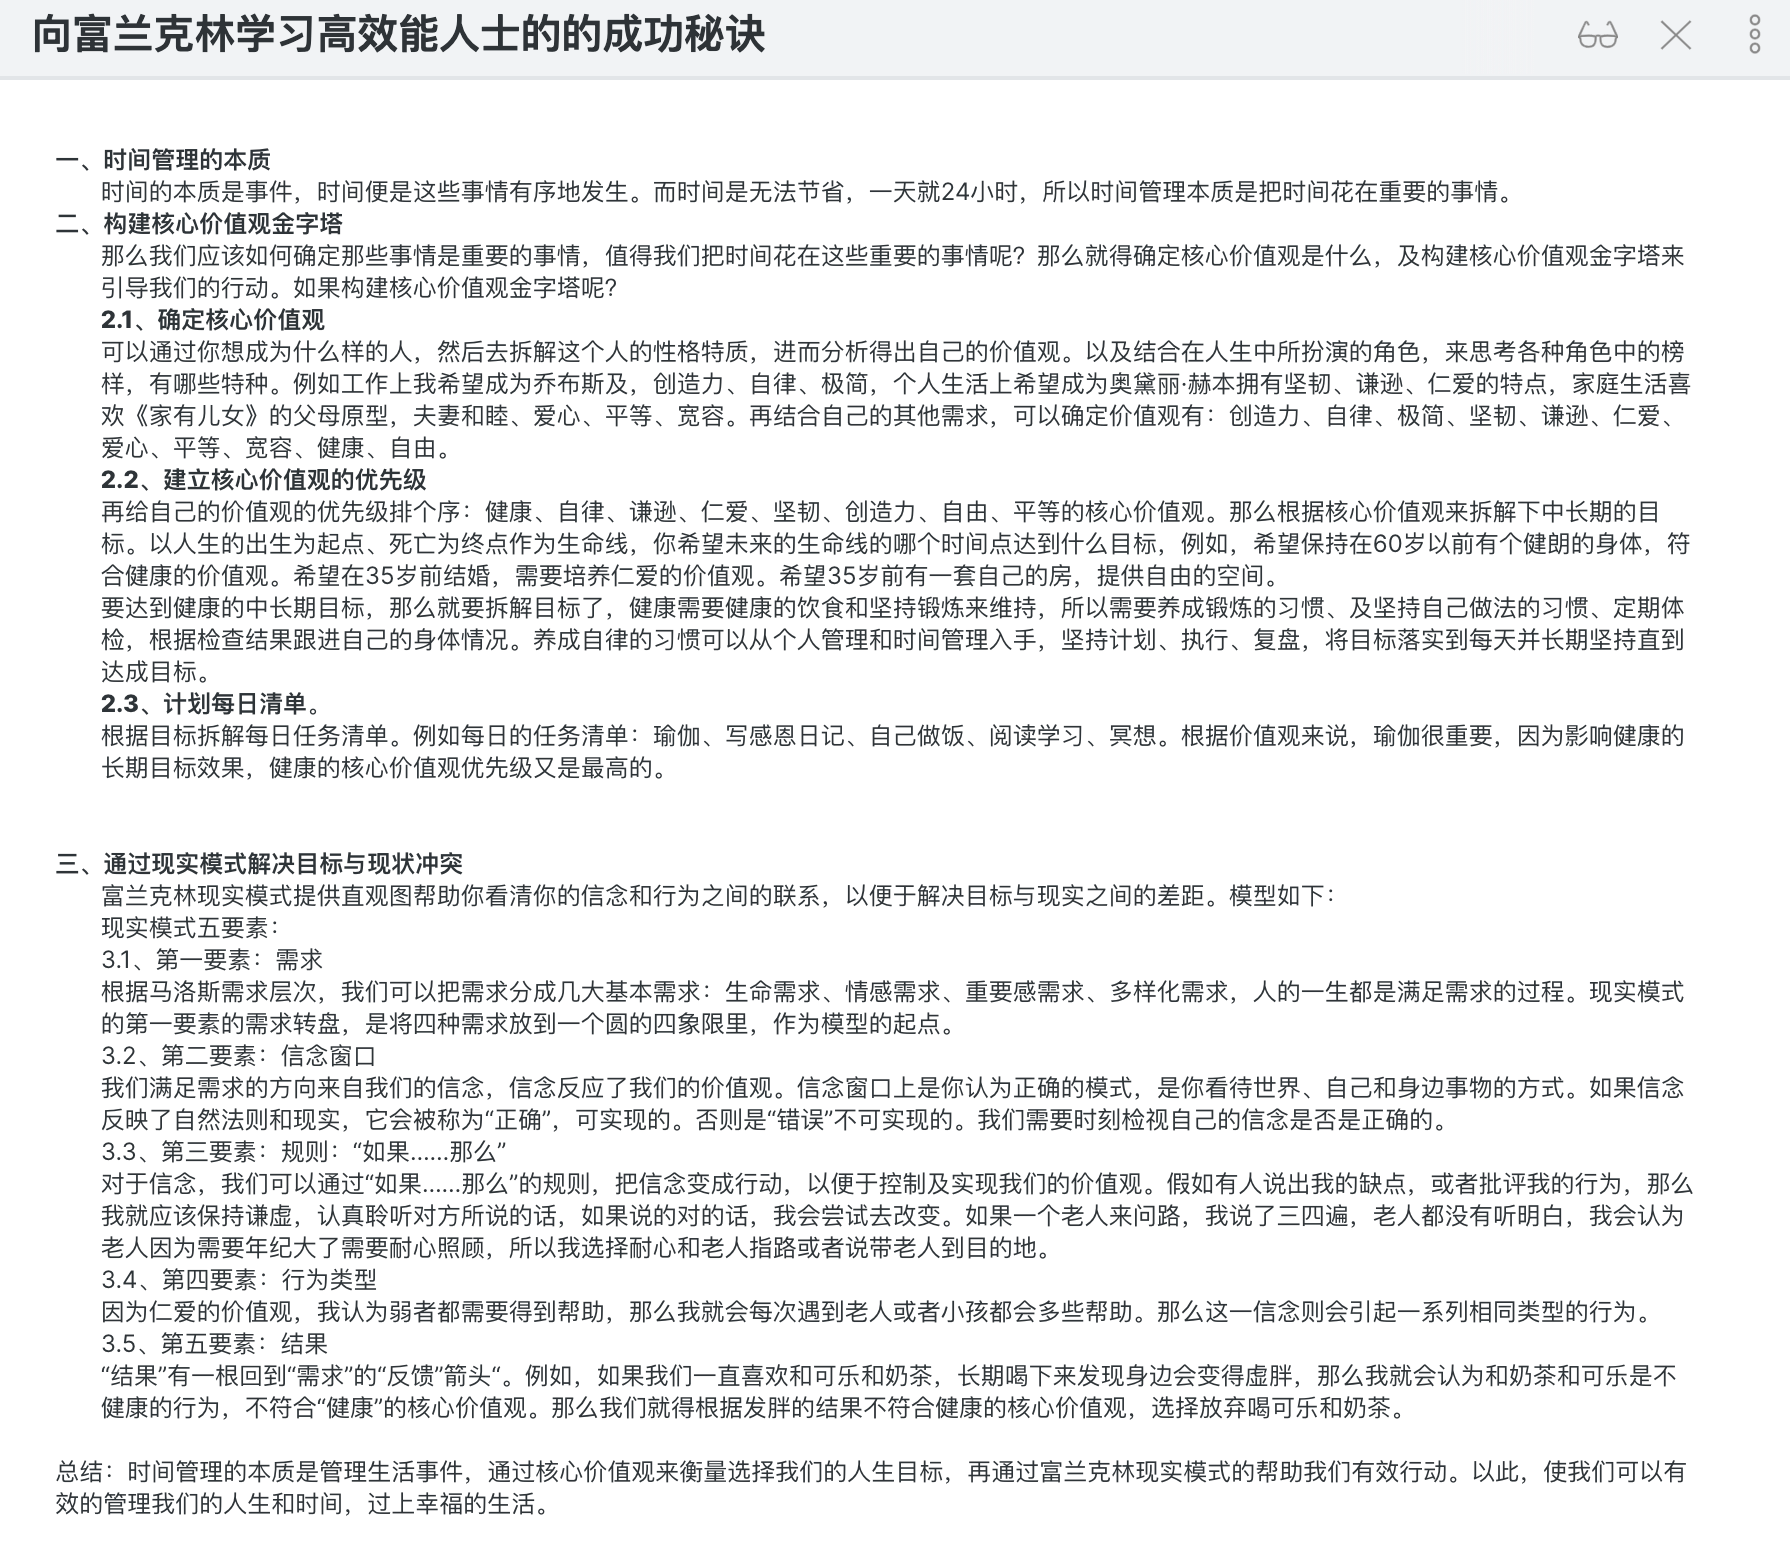 向富兰克林学习高效能人士的的成功秘诀
一、时间管理的本质
时间的本质是事件，时间便是这些事情有序地发生。而时间是无法节省，一天就24小时，所以时间管理本质是把时间花在重要的事情。
二、构建核心价值观金字塔
那么我们应该如何确定那些事情是重要的事情，值得我们把时间花在这些重要的事情呢？那么就得确定核心价值观是什么，及构建核心价值观金字塔来
引导我们的行动。如果构建核心价值观金字塔呢？
2.1、确定核心价值观
可以通过你想成为什么样的人，然后去拆解这个人的性格特质，进而分析得出自己的价值观。以及结合在人生中所扮演的角色，来思考各种角色中的榜
样，有哪些特种。例如工作上我希望成为乔布斯及，创造力、自律、极简，个人生活上希望成为奥黛丽·赫本拥有坚韧、谦逊、仁爱的特点，家庭生活喜
欢《家有儿女》的父母原型，夫妻和睦、爱心、平等、宽容。再结合自己的其他需求，可以确定价值观有：创造力、自律、极简、坚韧、谦逊、仁爱、
爱心、平等、宽容、健康、自由。
2.2、建立核心价值观的优先级
再给自己的价值观的优先级排个序：健康、自律、谦逊、仁爱、坚韧、创造力、自由、平等的核心价值观。那么根据核心价值观来拆解下中长期的目
标。以人生的出生为起点、死亡为终点作为生命线，你希望未来的生命线的哪个时间点达到什么目标，例如，希望保持在60岁以前有个健朗的身体，符
合健康的价值观。希望在35岁前结婚，需要培养仁爱的价值观。希望35岁前有一套自己的房，提供自由的空间。
要达到健康的中长期目标，那么就要拆解目标了，健康需要健康的饮食和坚持锻炼来维持，所以需要养成锻炼的习惯、及坚持自己做法的习惯、定期体
检，根据检查结果跟进自己的身体情况。养成自律的习惯可以从个人管理和时间管理入手，坚持计划、执行、复盘，将目标落实到每天并长期坚持直到
达成目标。
2.3、计划每日清单。
根据目标拆解每日任务清单。例如每日的任务清单：瑜伽、写感恩日记、自己做饭、阅读学习、冥想。根据价值观来说，瑜伽很重要，因为影响健康的
长期目标效果，健康的核心价值观优先级又是最高的。
三、通过现实模式解决目标与现状冲突
富兰克林现实模式提供直观图帮助你看清你的信念和行为之间的联系，以便于解决目标与现实之间的差距。模型如下：
现实模式五要素：
3.1、第一要素：需求
根据马洛斯需求层次，我们可以把需求分成几大基本需求：生命需求、情感需求、重要感需求、多样化需求，人的一生都是满足需求的过程。现实模式
的第一要素的需求转盘，是将四种需求放到一个圆的四象限里，作为模型的起点。
3.2、第二要素：信念窗口
我们满足需求的方向来自我们的信念，信念反应了我们的价值观。信念窗口上是你认为正确的模式，是你看待世界、自己和身边事物的方式。如果信念
反映了自然法则和现实，它会被称为“正确”，可实现的。否则是“错误”不可实现的。我们需要时刻检视自己的信念是否是正确的。
3.3、第三要素：规则：“如果……那么”
对于信念，我们可以通过“如果……那么”的规则，把信念变成行动，以便于控制及实现我们的价值观。假如有人说出我的缺点，或者批评我的行为，那么
我就应该保持谦虚，认真聆听对方所说的话，如果说的对的话，我会尝试去改变。如果一个老人来问路，我说了三四遍，老人都没有听明白，我会认为
老人因为需要年纪大了需要耐心照顾，所以我选择耐心和老人指路或者说带老人到目的地。
3.4、第四要素：行为类型
因为仁爱的价值观，我认为弱者都需要得到帮助，那么我就会每次遇到老人或者小孩都会多些帮助。那么这一信念则会引起一系列相同类型的行为。
3.5、第五要素：结果
“结果”有一根回到“需求”的“反馈”箭头“。例如，如果我们一直喜欢和可乐和奶茶，长期喝下来发现身边会变得虚胖，那么我就会认为和奶茶和可乐是不
健康的行为，不符合“健康”的核心价值观。那么我们就得根据发胖的结果不符合健康的核心价值观，选择放弃喝可乐和奶茶。
总结：时间管理的本质是管理生活事件，通过核心价值观来衡量选择我们的人生目标，再通过富兰克林现实模式的帮助我们有效行动。以此，使我们可以有
效的管理我们的人生和时间，过上幸福的生活。